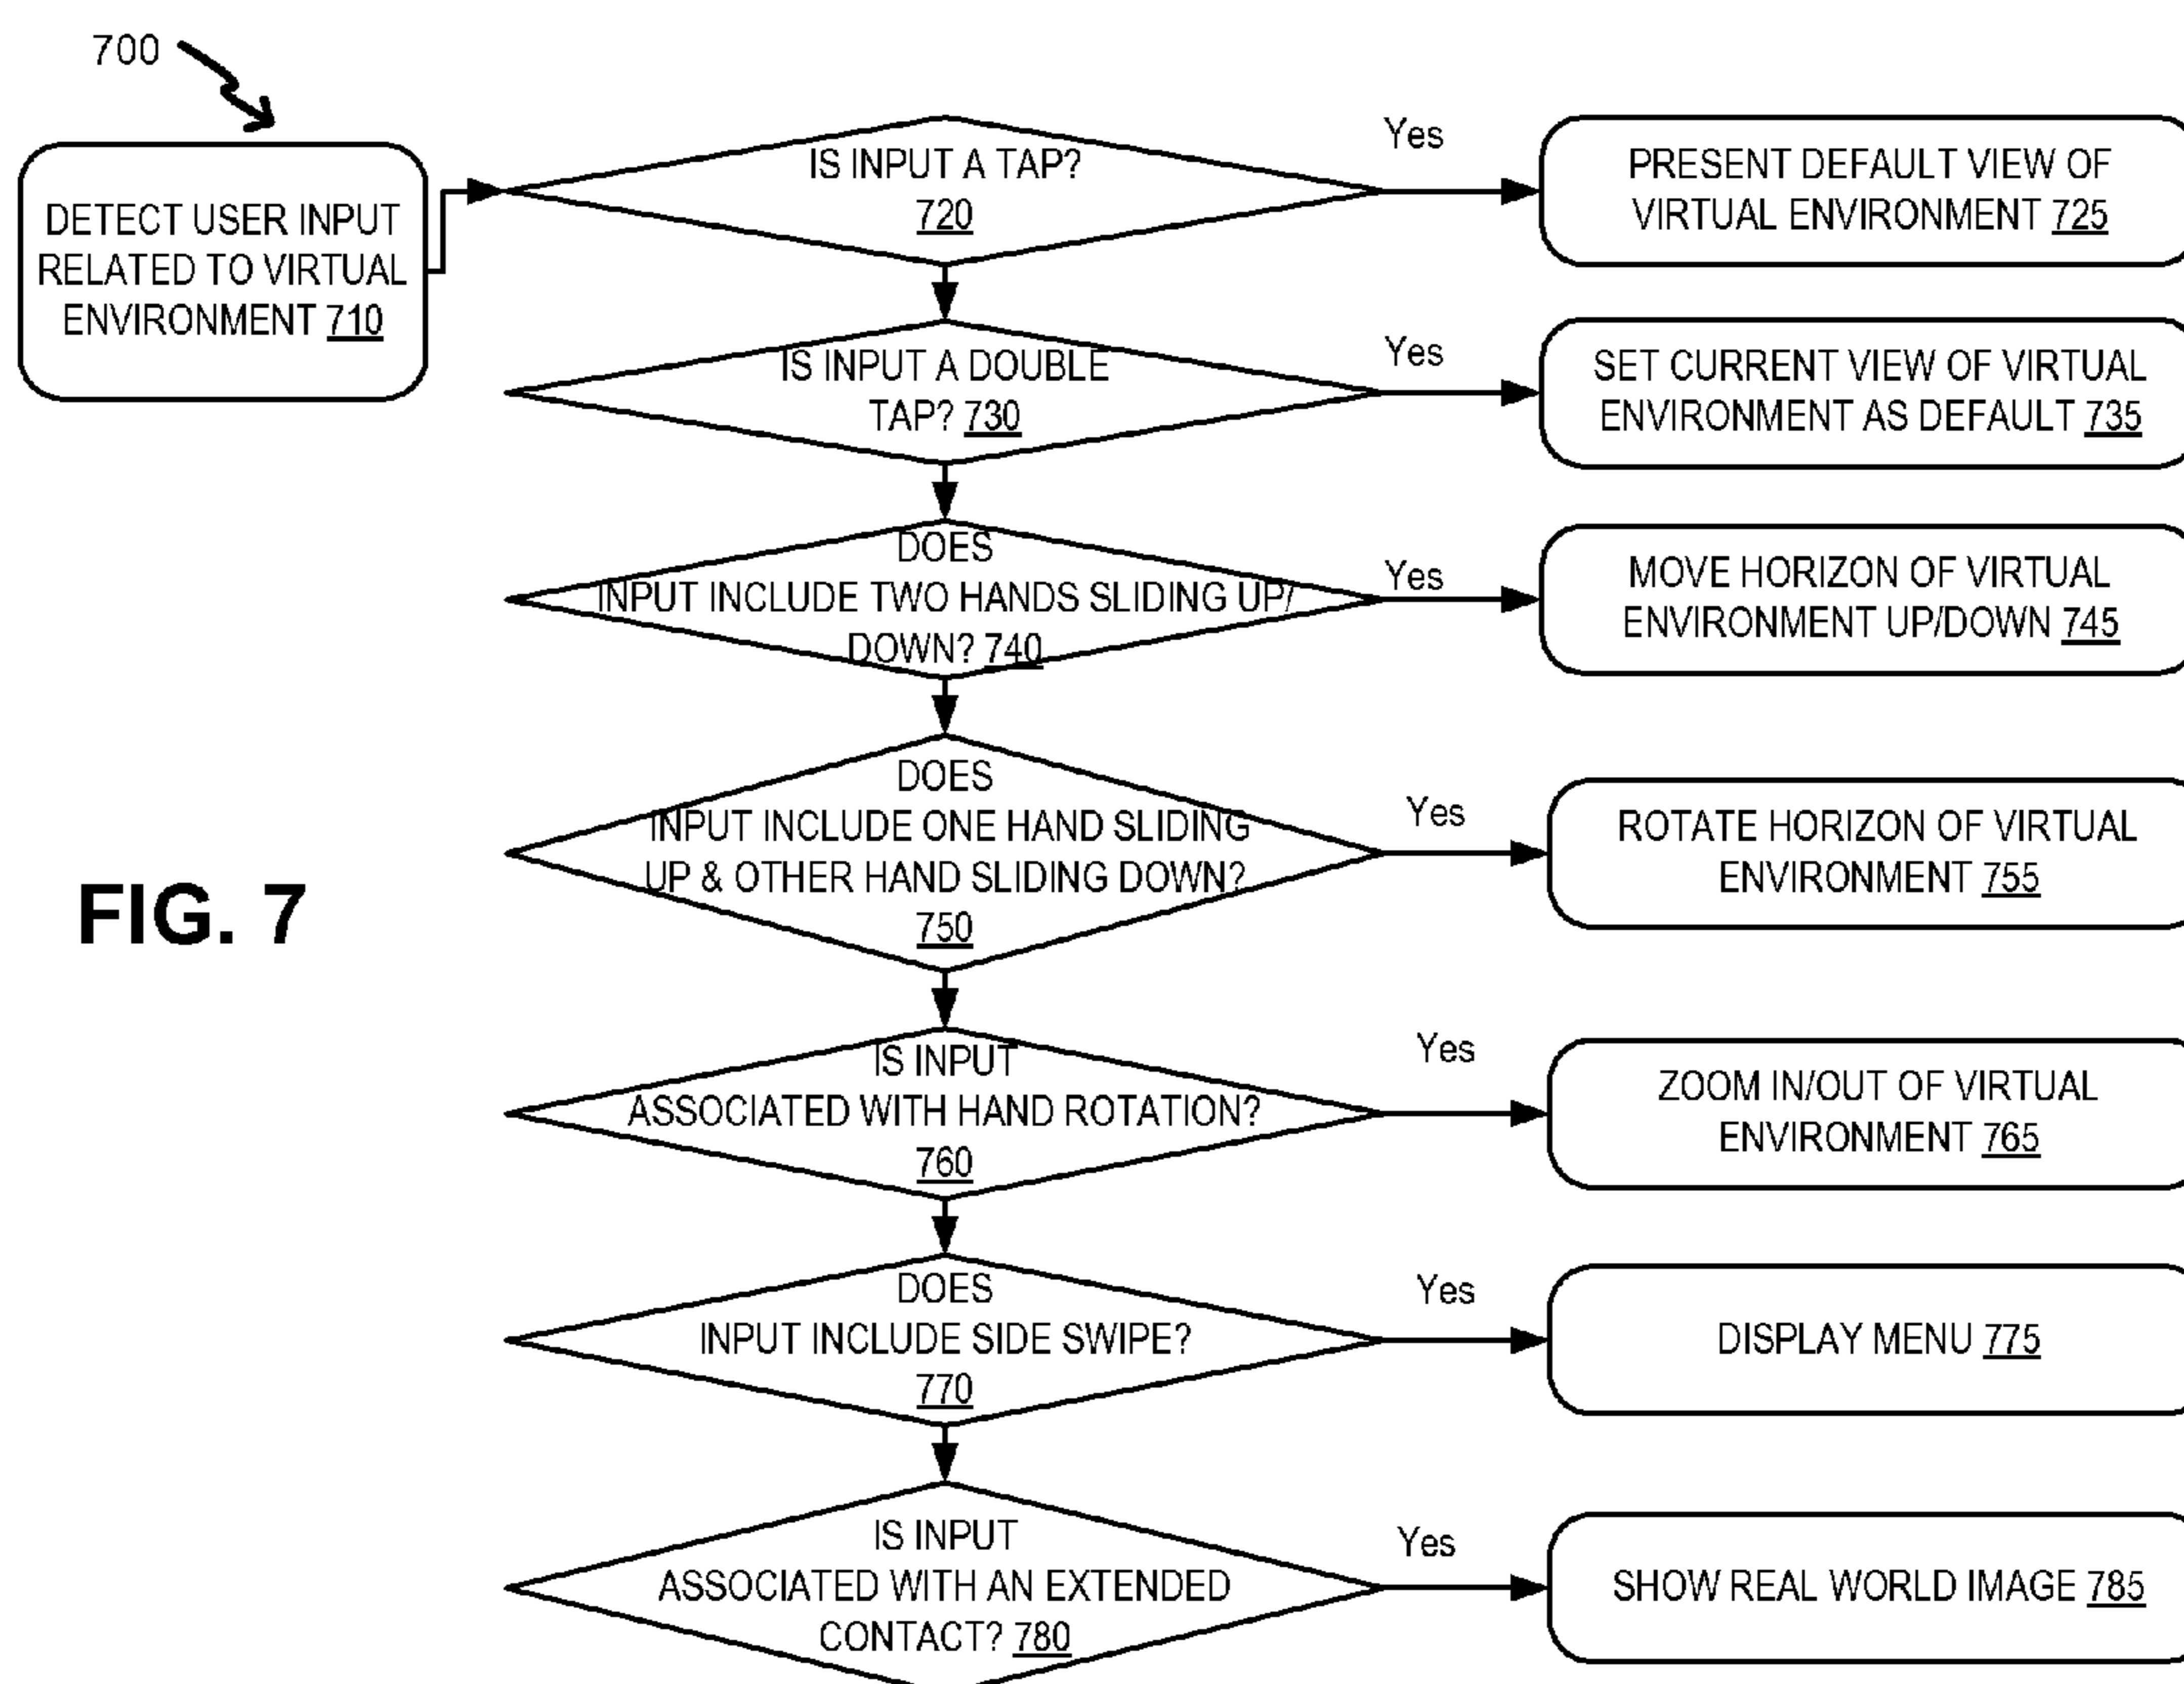 700
DETECT USER INPUT
RELATED TO VIRTUAL
ENVIRONMENT 710
IS INPUT A TAP?
720
Yes
PRESENT DEFAULT VIEW OF
VIRTUAL ENVIRONMENT 725
IS INPUT A DOUBLE
TAP? 730
Yes
SET CURRENT VIEW OF VIRTUAL
ENVIRONMENT AS DEFAULT 735
DOES
INPUT INCLUDE TWO HANDS SLIDING UP/
DOWN? 740
Yes
MOVE HORIZON OF VIRTUAL
ENVIRONMENT UP/DOWN 745
DOES
INPUT INCLUDE ONE HAND SLIDING
UP & OTHER HAND SLIDING DOWN?
750
Yes
ROTATE HORIZON OF VIRTUAL
ENVIRONMENT 755
FIG. 7
IS INPUT
ASSOCIATED WITH HAND ROTATION?
760
Yes
ZOOM IN/OUT OF VIRTUAL
ENVIRONMENT 765
DOES
INPUT INCLUDE SIDE SWIPE?
770
Yes
DISPLAY MENU 775
IS INPUT
ASSOCIATED WITH AN EXTENDED
CONTACT? 780
Yes
SHOW REAL WORLD IMAGE 785